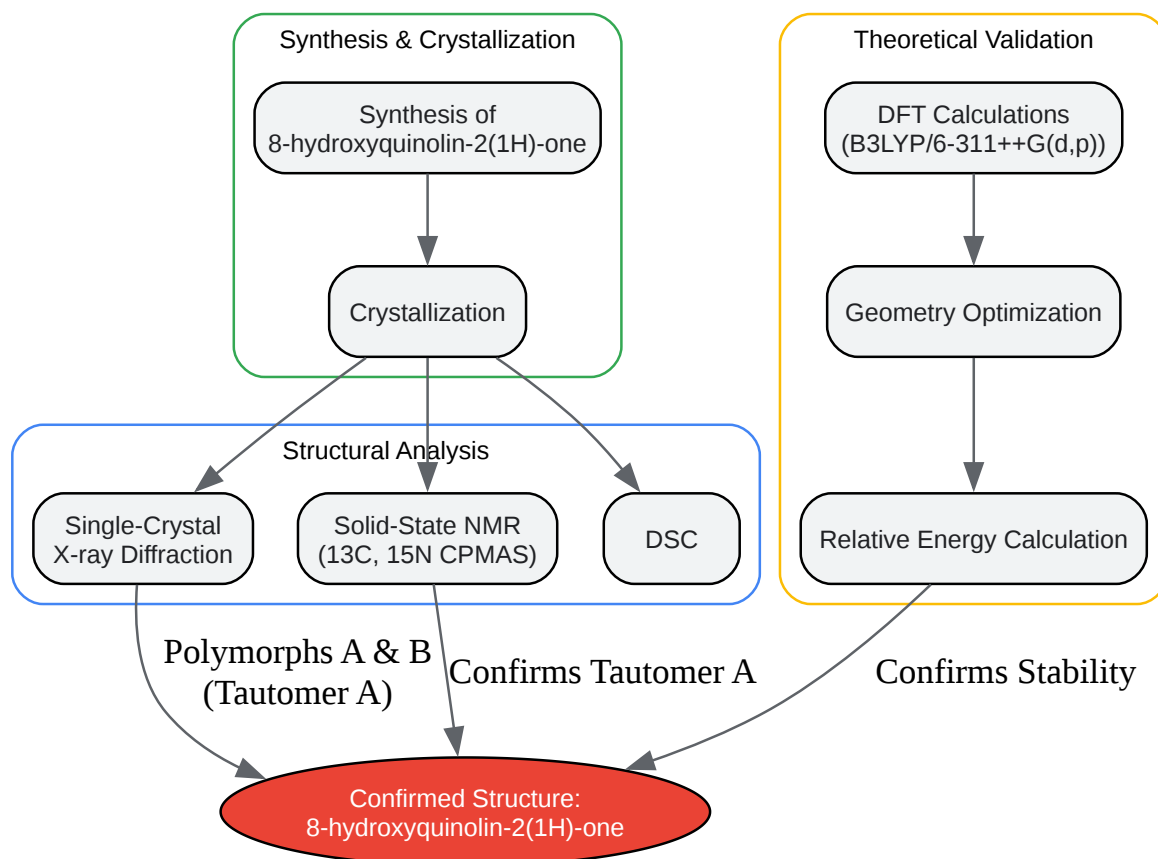 Synthesis & Crystallization
Synthesis of
8-hydroxyquinolin-2(1H)-one
Crystallization
Theoretical Validation
DFT Calculations
(B3LYP/6-311++G(d,p))
Geometry Optimization
Relative Energy Calculation
Structural Analysis
Single-Crystal
X-ray Diffraction
Solid-State NMR
(13C, 15N CPMAS)
DSC
Polymorphs A & B
(Tautomer A)
Confirms Tautomer A
Confirms Stability
Confirmed Structure:
8-hydroxyquinolin-2(1H)-one